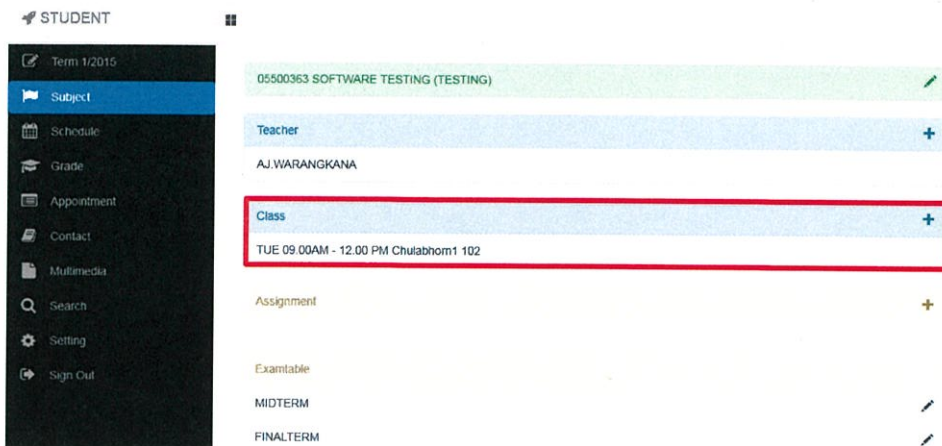 STUDENT
Term 1/2015
Subject
Schedule
Grade
Appointment
Contact
Multimedia
Search
Setting
Sign Out
05500363 SOFTWARE TESTING (TESTING)
Teacher
AJ.WARANGKANA
Class
TUE 09.00AM - 12.00 PM Chulabhorn1 102
Assignment
Examtable
MIDTERM
FINALTERM